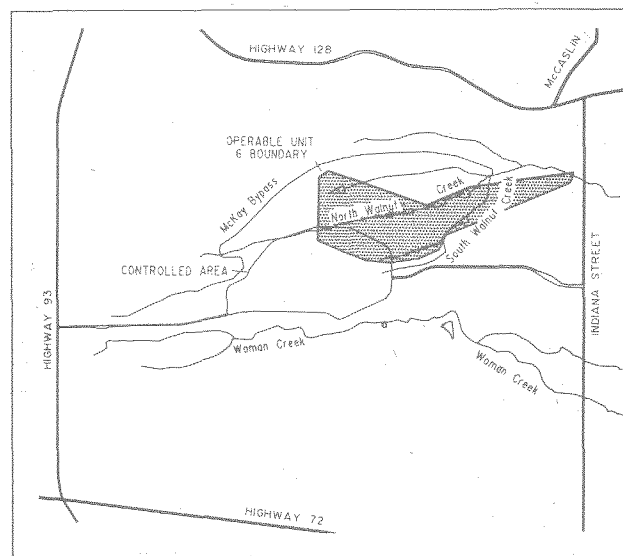 HIGHWAY 128
McCASLIN
OPERABLE UNIT
6 BOUNDARY
McKay Bypass
North Walnut Creek
South Walnut Creek
CONTROLLED AREA
HIGHWAY 93
INDIANA STREET
Woman Creek
Woman Creek
HIGHWAY 72